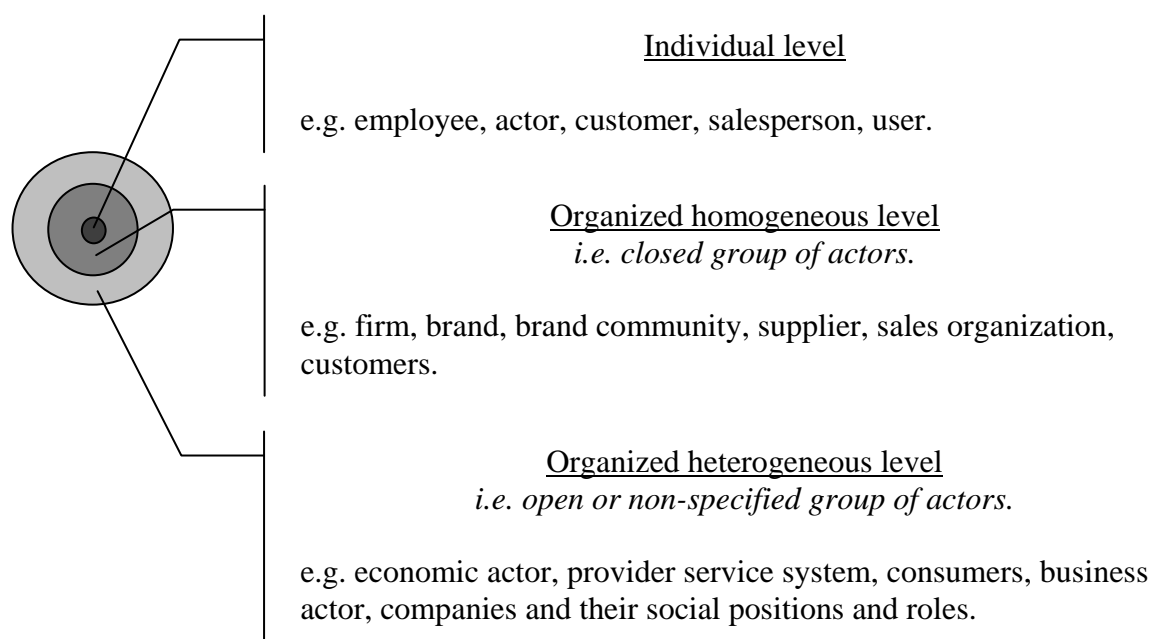 Individual level
e.g. employee, actor, customer, salesperson, user.
Organized homogeneous level
i.e. closed group of actors.
e.g. firm, brand, brand community, supplier, sales organization,
customers.
Organized heterogeneous level
i.e. open or non-specified group of actors.
e.g. economic actor, provider service system, consumers, business
actor, companies and their social positions and roles.